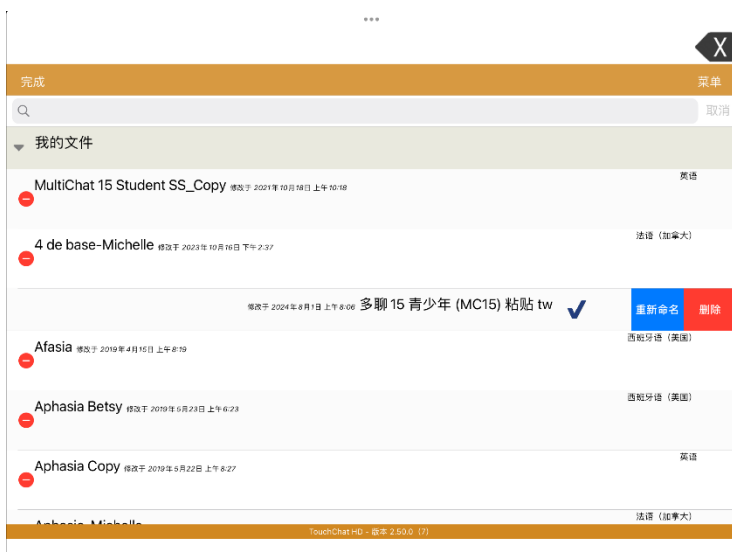 X
完成 菜单
取消
我的文件
MultiChat 15 Student SS_Copy 修改于 2021年10月18日 上午10:18 英语
4 de base-Michelle 修改于 2023年10月16日 下午2:37 法语（加拿大）
修改于 2024年8月1日 上午8:06 多聊 15 青少年 (MC15) 粘贴 tw 重新命名 删除
Afasia 修改于 2019年4月15日 上午8:19 西班牙语（美国）
Aphasia Betsy 修改于 2019年5月23日 上午6:23 西班牙语（美国）
Aphasia Copy 修改于 2019年5月22日 上午8:27 英语
Aphasia-Michelle 法语（加拿大）
TouchChat HD - 版本 2.50.0（7）